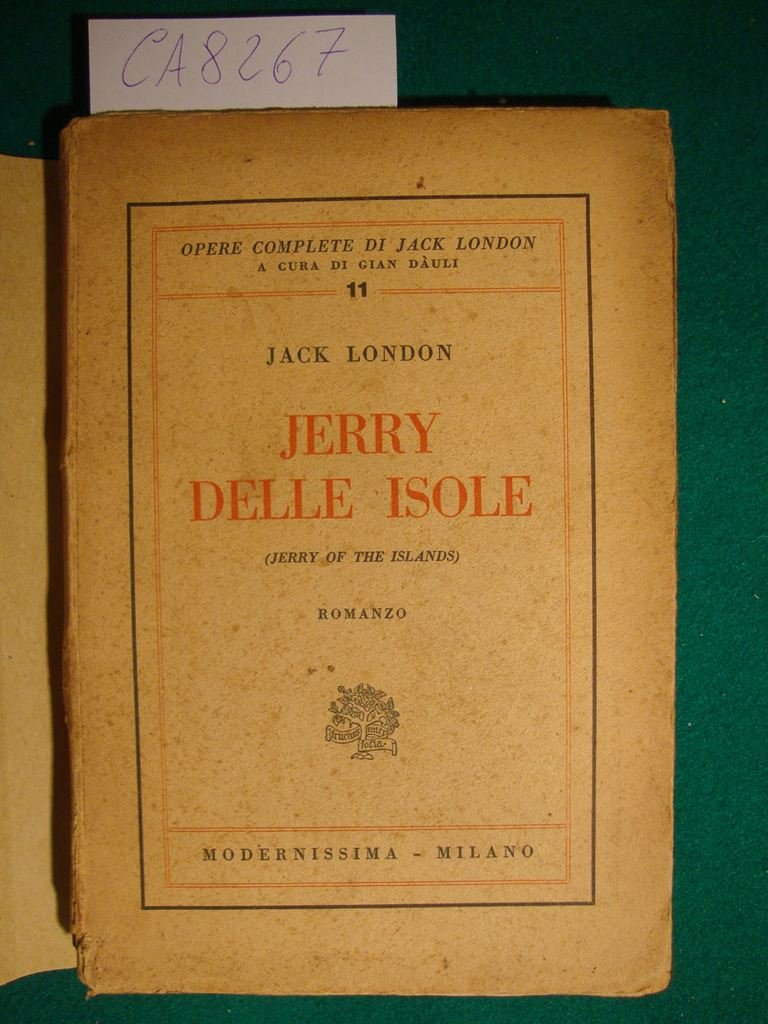 CA8267
OPERE COMPLETE DI JACK LONDON
A CURA DI GIAN DÀULI
11
JACK LONDON
JERRY
DELLE ISOLE
(JERRY OF THE ISLANDS)
ROMANZO
MODERNISSIMA - MILANO